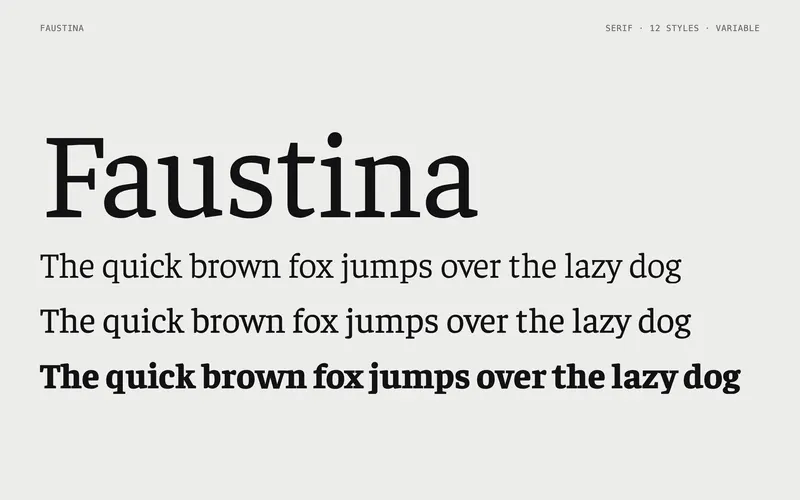 FAUSTINA
SERIF · 12 STYLES · VARIABLE
Faustina
The quick brown fox jumps over the lazy dog
The quick brown fox jumps over the lazy dog
The quick brown fox jumps over the lazy dog